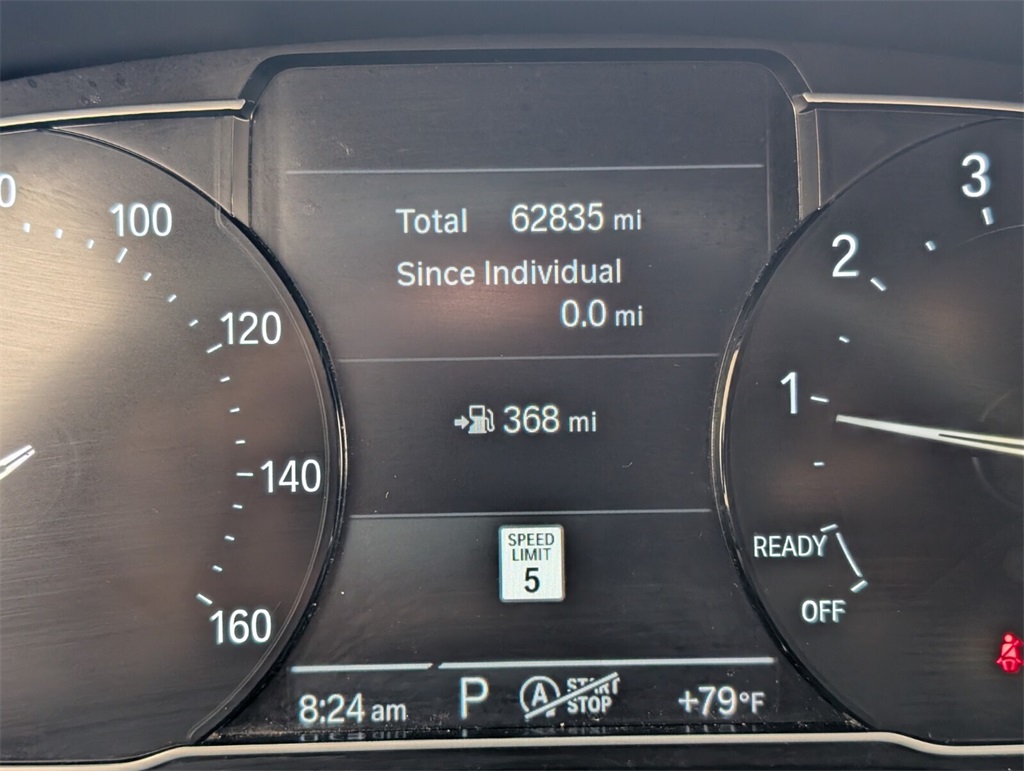 100
120
140
160
Total 62835 mi
Since Individual
0.0 mi
368 mi
SPEED
LIMIT
5
8:24 am P A START
STOP +79°F
3
2
1
READY
OFF